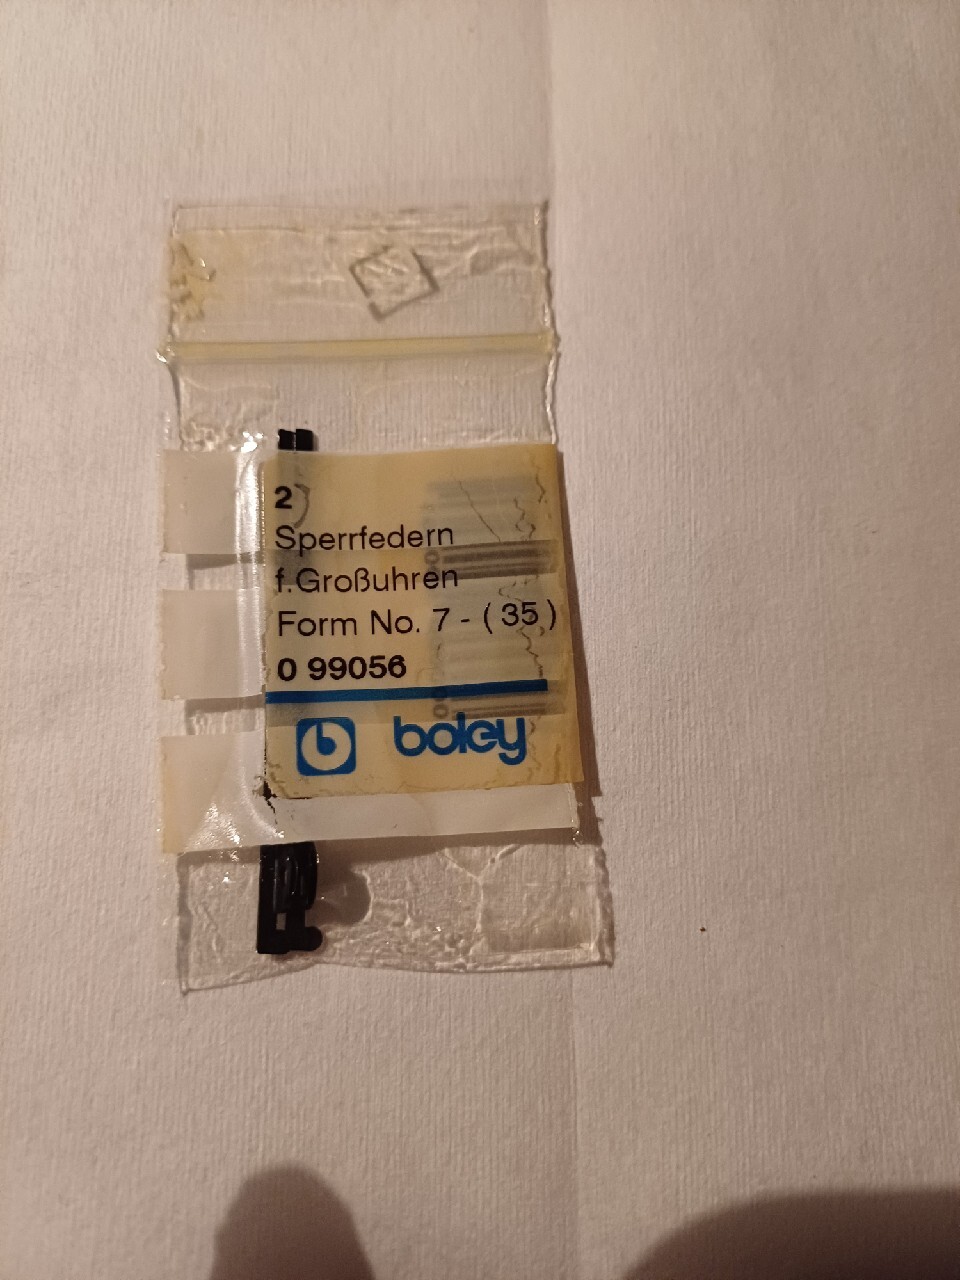 2
Sperrfedern
f.Großuhren
Form No. 7 - ( 35 )
0 99056
b boley